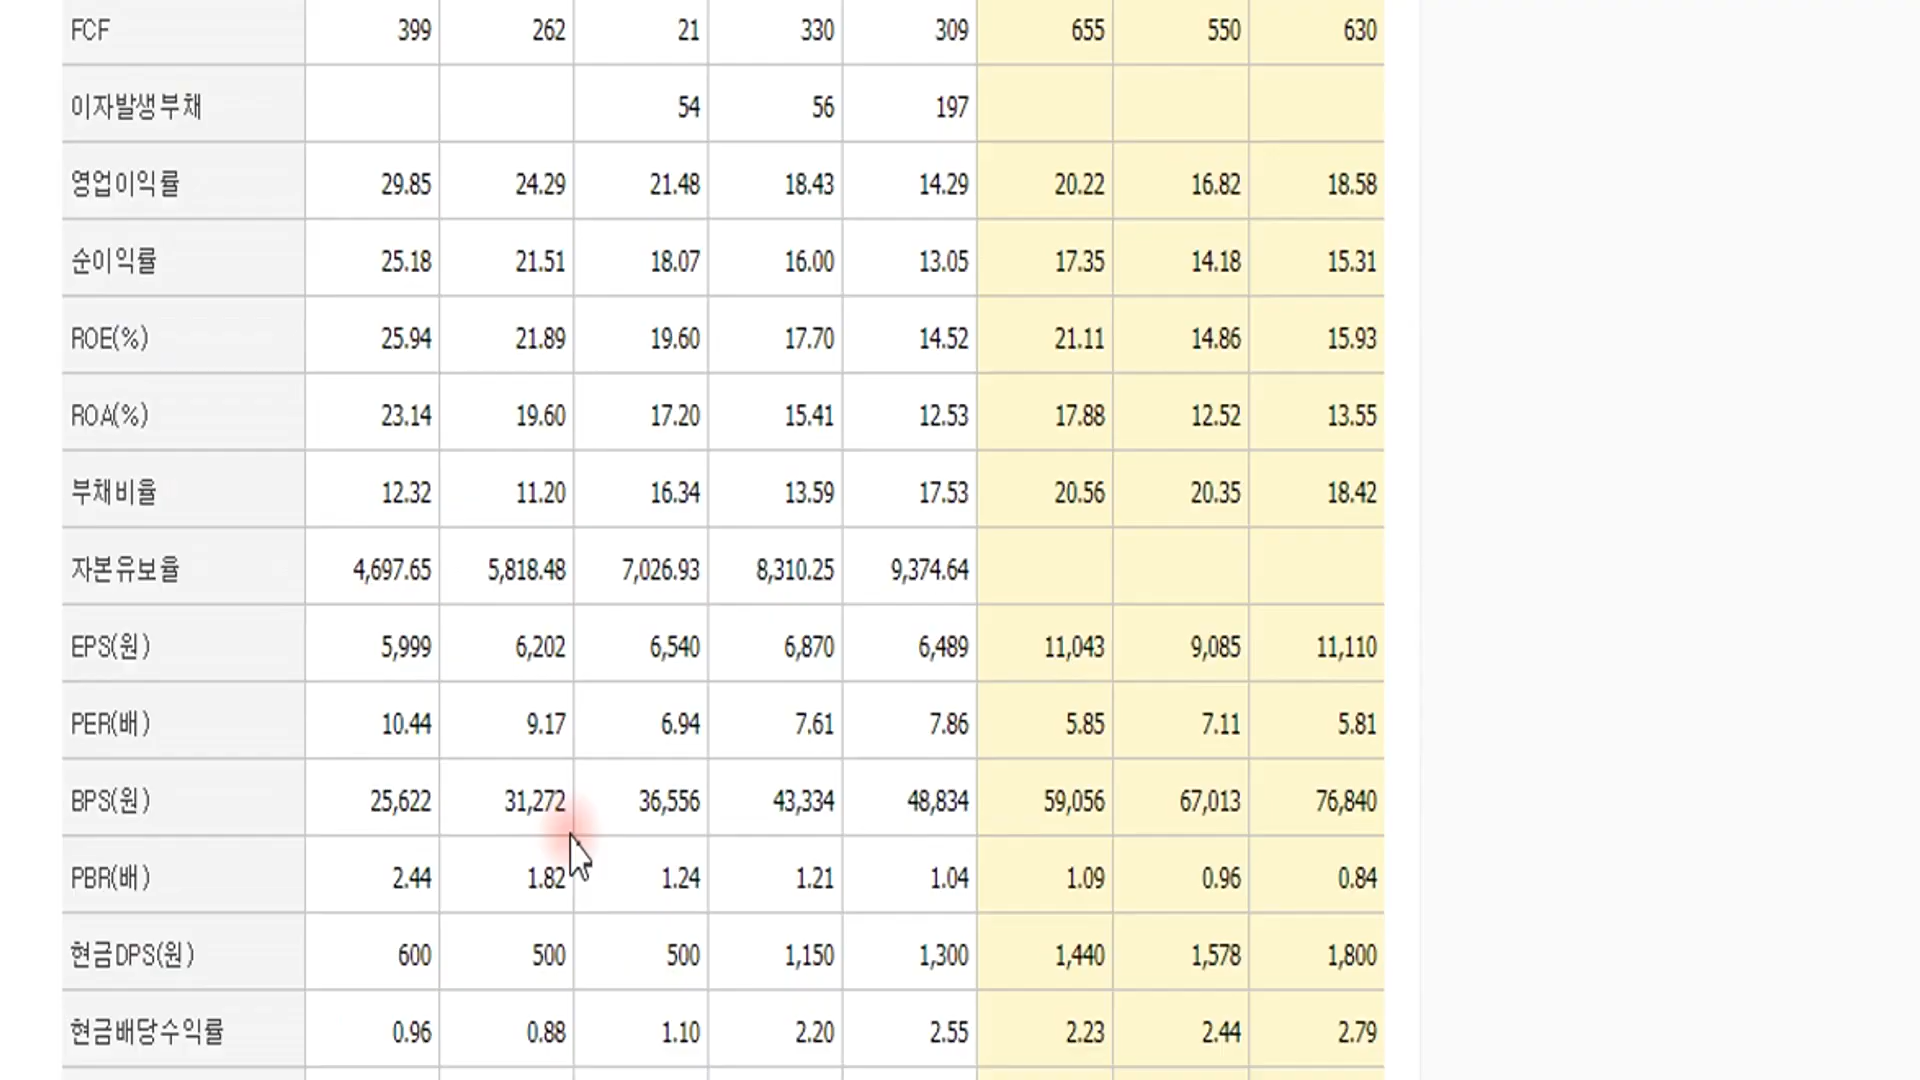 FCF 399 262 21 330 309 655 550 630
이자발생부채 54 56 197
영업이익률 29.85 24.29 21.48 18.43 14.29 20.22 16.82 18.58
순이익률 25.18 21.51 18.07 16.00 13.05 17.35 14.18 15.31
ROE(%) 25.94 21.89 19.60 17.70 14.52 21.11 14.86 15.93
ROA(%) 23.14 19.60 17.20 15.41 12.53 17.88 12.52 13.55
부채비율 12.32 11.20 16.34 13.59 17.53 20.56 20.35 18.42
자본유보율 4,697.65 5,818.48 7,026.93 8,310.25 9,374.64
EPS(원) 5,999 6,202 6,540 6,870 6,489 11,043 9,085 11,110
PER(배) 10.44 9.17 6.94 7.61 7.86 5.85 7.11 5.81
BPS(원) 25,622 31,272 36,556 43,334 48,834 59,056 67,013 76,840
PBR(배) 2.44 1.82 1.24 1.21 1.04 1.09 0.96 0.84
현금DPS(원) 600 500 500 1,150 1,300 1,440 1,578 1,800
현금배당수익률 0.96 0.88 1.10 2.20 2.55 2.23 2.44 2.79